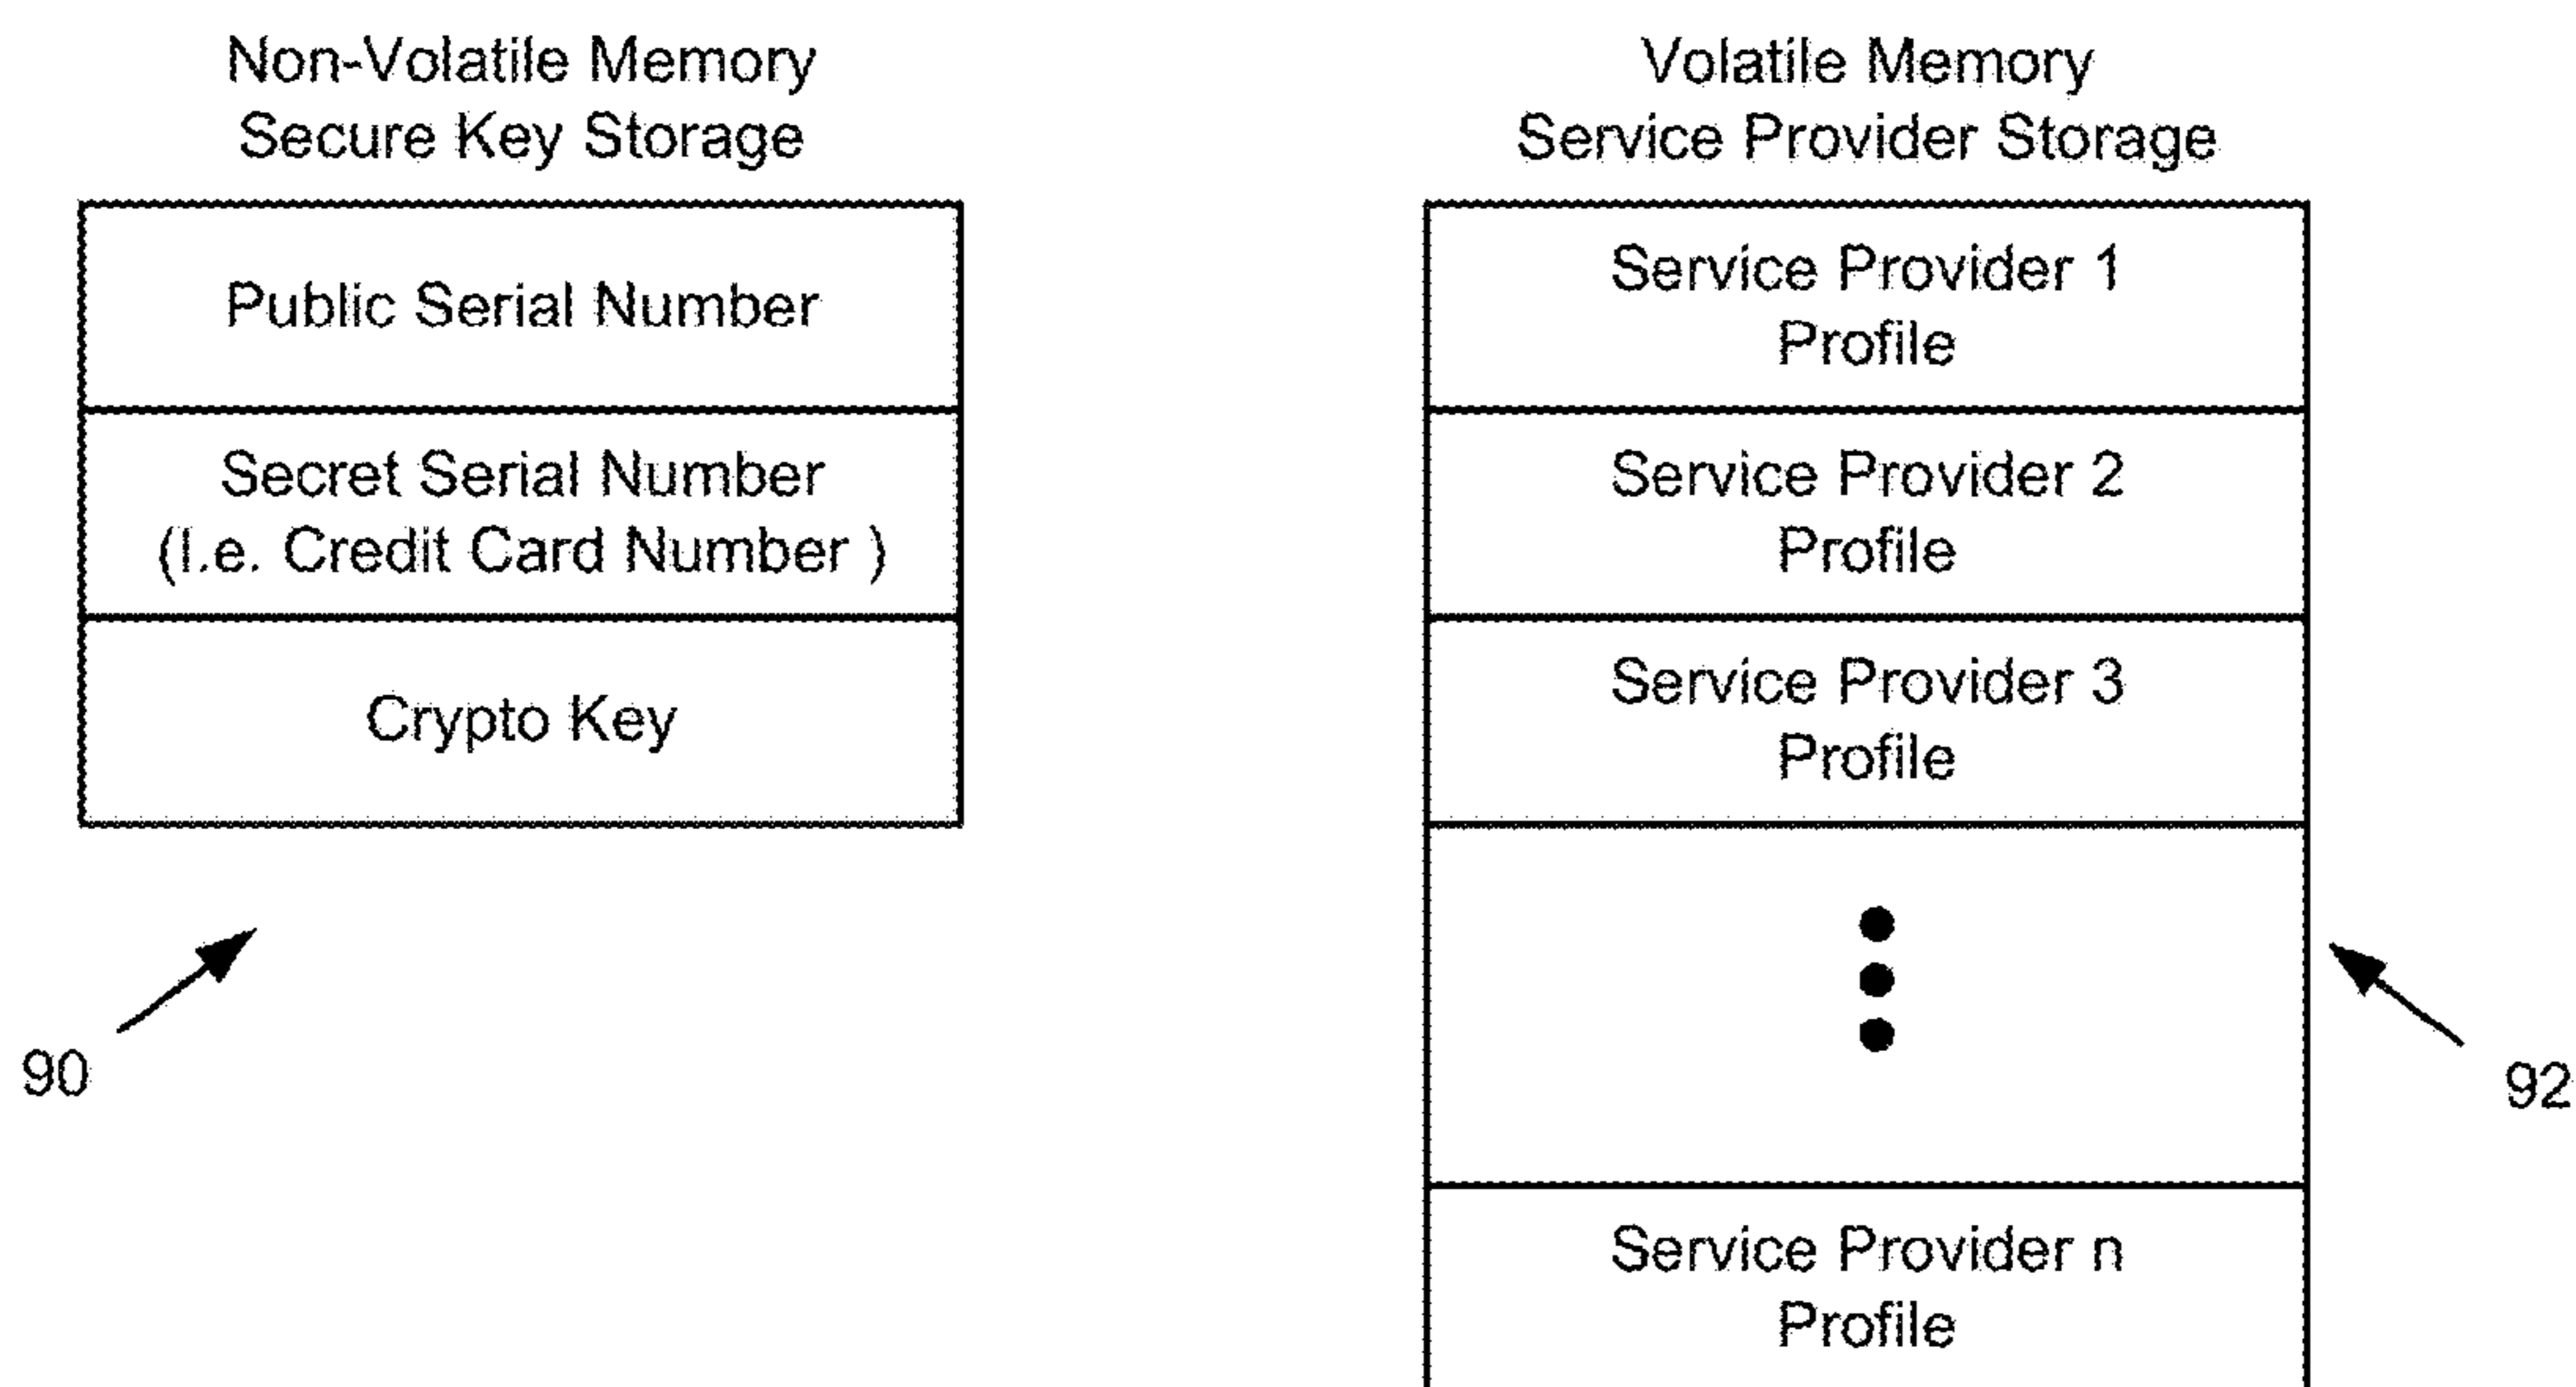 Non-Volatile Memory
Secure Key Storage
Public Serial Number
Secret Serial Number
(I.e. Credit Card Number )
Crypto Key
90
Volatile Memory
Service Provider Storage
Service Provider 1
Profile
Service Provider 2
Profile
Service Provider 3
Profile
Service Provider n
Profile
92